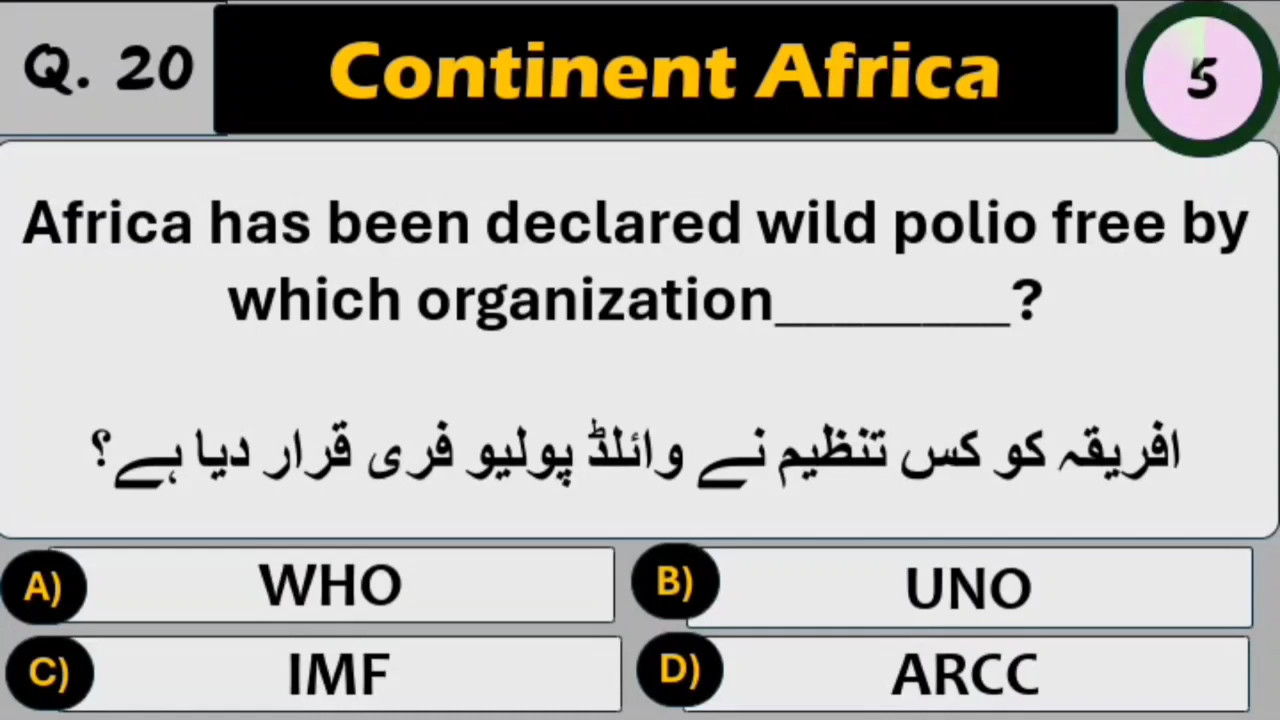 Q. 20
Continent Africa
5
Africa has been declared wild polio free by
which organization________?
افریقہ کو کس تنظیم نے وائلڈ پولیو فری قرار دیا ہے؟
A) WHO
B) UNO
C) IMF
D) ARCC